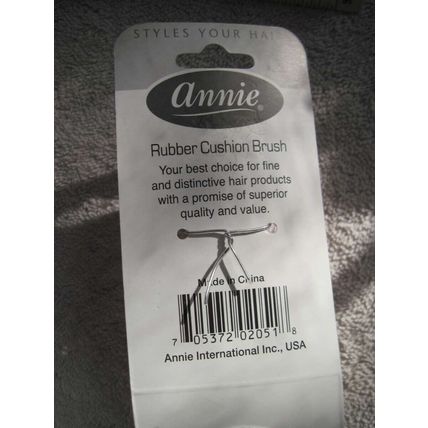 STYLES YOUR HAI
annie®
Rubber Cushion Brush
Your best choice for fine
and distinctive hair products
with a promise of superior
quality and value.
Made in China
7 05372 02051 8
Annie International Inc., USA